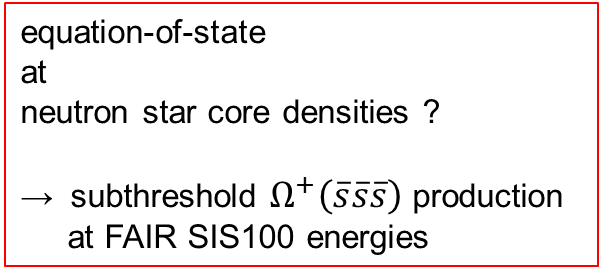 equation-of-state
at
neutron star core densities ?
→ subthreshold Ω⁺(s̅s̅s̅) production
at FAIR SIS100 energies